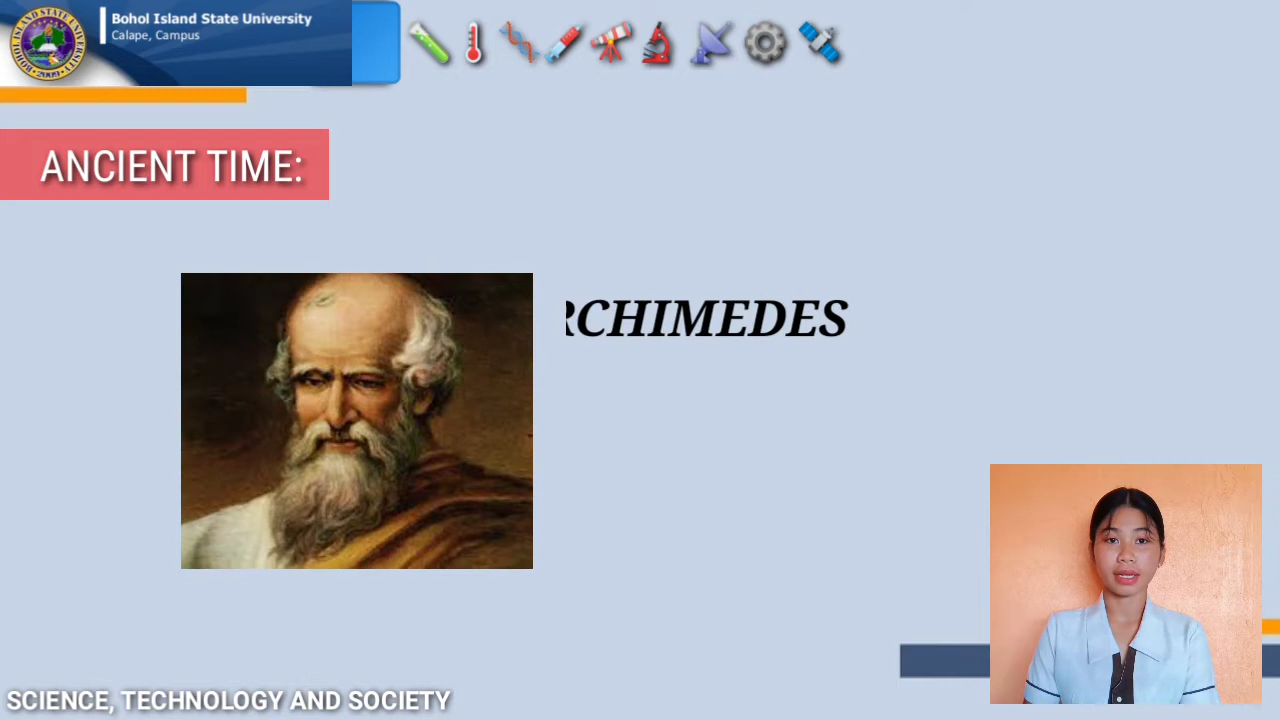 Bohol Island State University
Calape, Campus
ANCIENT TIME:
RCHIMEDES
SCIENCE, TECHNOLOGY AND SOCIETY